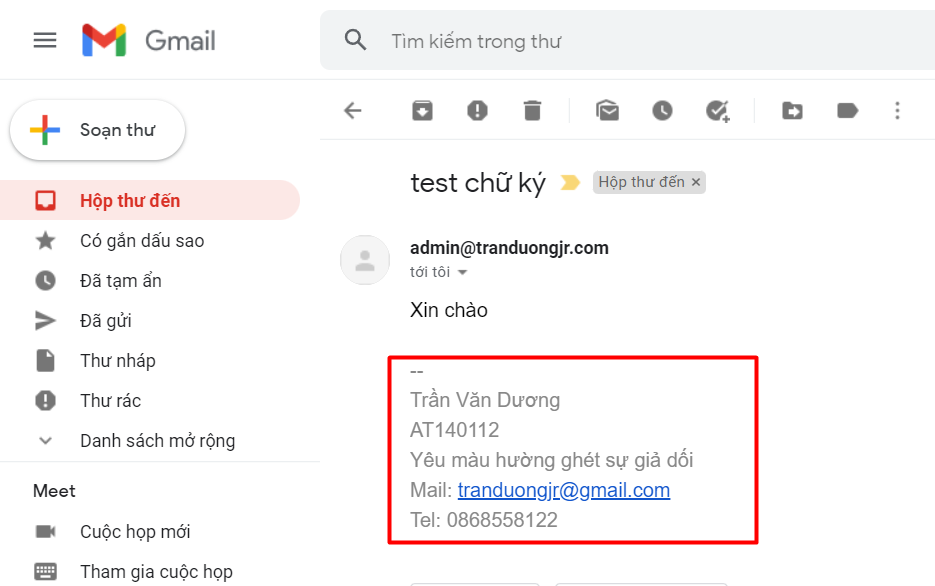 Gmail
Tìm kiếm trong thư
Soạn thư
Hộp thư đến
Có gắn dấu sao
Đã tạm ẩn
Đã gửi
Thư nháp
Thư rác
Danh sách mở rộng
Meet
Cuộc họp mới
Tham gia cuộc họp
test chữ ký
Hộp thư đến ×
admin@tranduongjr.com
tới tôi
Xin chào
--
Trần Văn Dương
AT140112
Yêu màu hường ghét sự giả dối
Mail: tranduongjr@gmail.com
Tel: 0868558122